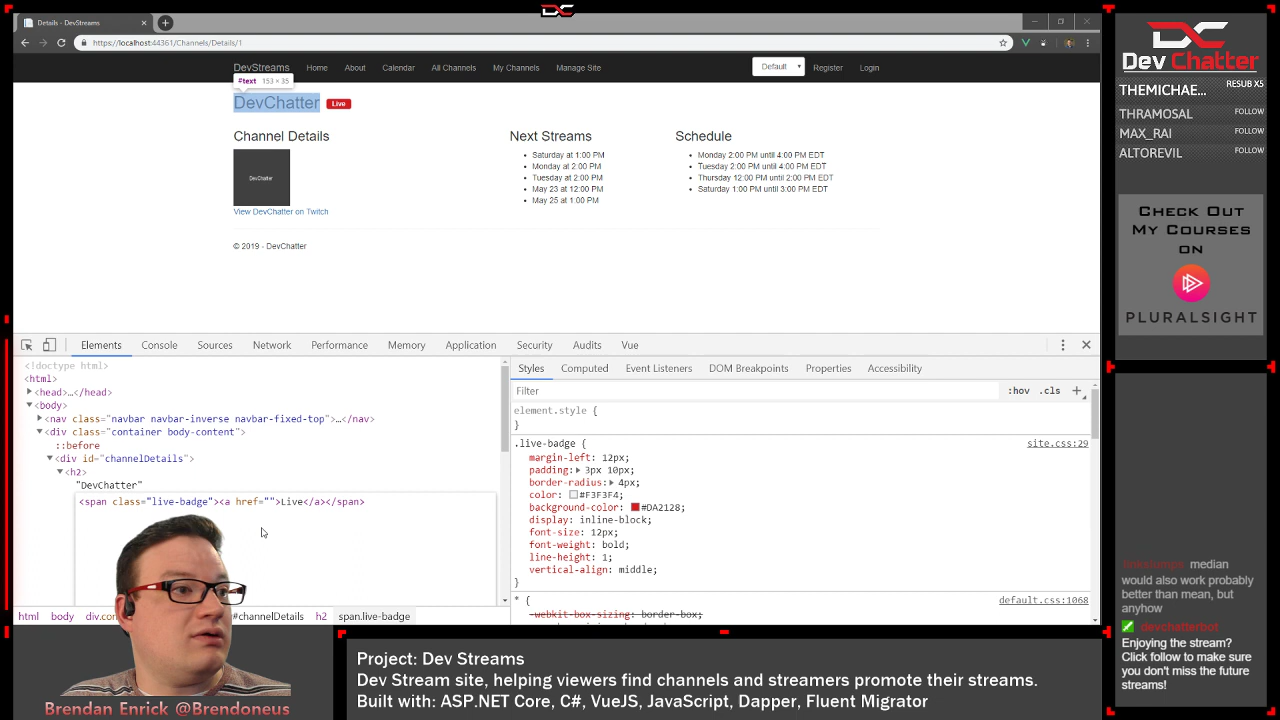 Details - DevStreams
https://localhost:44361/Channels/Details/1
DevStreams Home About Calendar All Channels My Channels Manage Site Default Register Login
#text 153 × 35
DevChatter Live
Channel Details
DevChatter
View DevChatter on Twitch
Next Streams
Saturday at 1:00 PM
Monday at 2:00 PM
Tuesday at 2:00 PM
May 23 at 12:00 PM
May 25 at 1:00 PM
Schedule
Monday 2:00 PM until 4:00 PM EDT
Tuesday 2:00 PM until 4:00 PM EDT
Thursday 12:00 PM until 2:00 PM EDT
Saturday 1:00 PM until 3:00 PM EDT
© 2019 - DevChatter
Elements Console Sources Network Performance Memory Application Security Audits Vue
<!doctype html>
<html>
<head>…</head>
<body>
<nav class="navbar navbar-inverse navbar-fixed-top">…</nav>
<div class="container body-content">
::before
<div id="channelDetails">
<h2>
"DevChatter"
<span class="live-badge"><a href="">Live</a></span>
html body div.con #channelDetails h2 span.live-badge
Styles Computed Event Listeners DOM Breakpoints Properties Accessibility
Filter :hov .cls +
element.style {
}
.live-badge { site.css:29
margin-left: 12px;
padding: 3px 10px;
border-radius: 4px;
color: #F3F3F4;
background-color: #DA2128;
display: inline-block;
font-size: 12px;
font-weight: bold;
line-height: 1;
vertical-align: middle;
}
* { default.css:1068
-webkit-box-sizing: border-box;
DC
Dev Chatter
THEMICHAE... RESUB X5
THRAMOSAL FOLLOW
MAX_RAI FOLLOW
ALTOREVIL FOLLOW
CHECK OUT
MY COURSES
ON
PLURALSIGHT
median
would also work probably
better than mean, but
anyhow
devchatterbot
Enjoying the stream?
Click follow to make sure
you don't miss the future
streams!
Brendan Enrick @Brendoneus
Project: Dev Streams
Dev Stream site, helping viewers find channels and streamers promote their streams.
Built with: ASP.NET Core, C#, VueJS, JavaScript, Dapper, Fluent Migrator